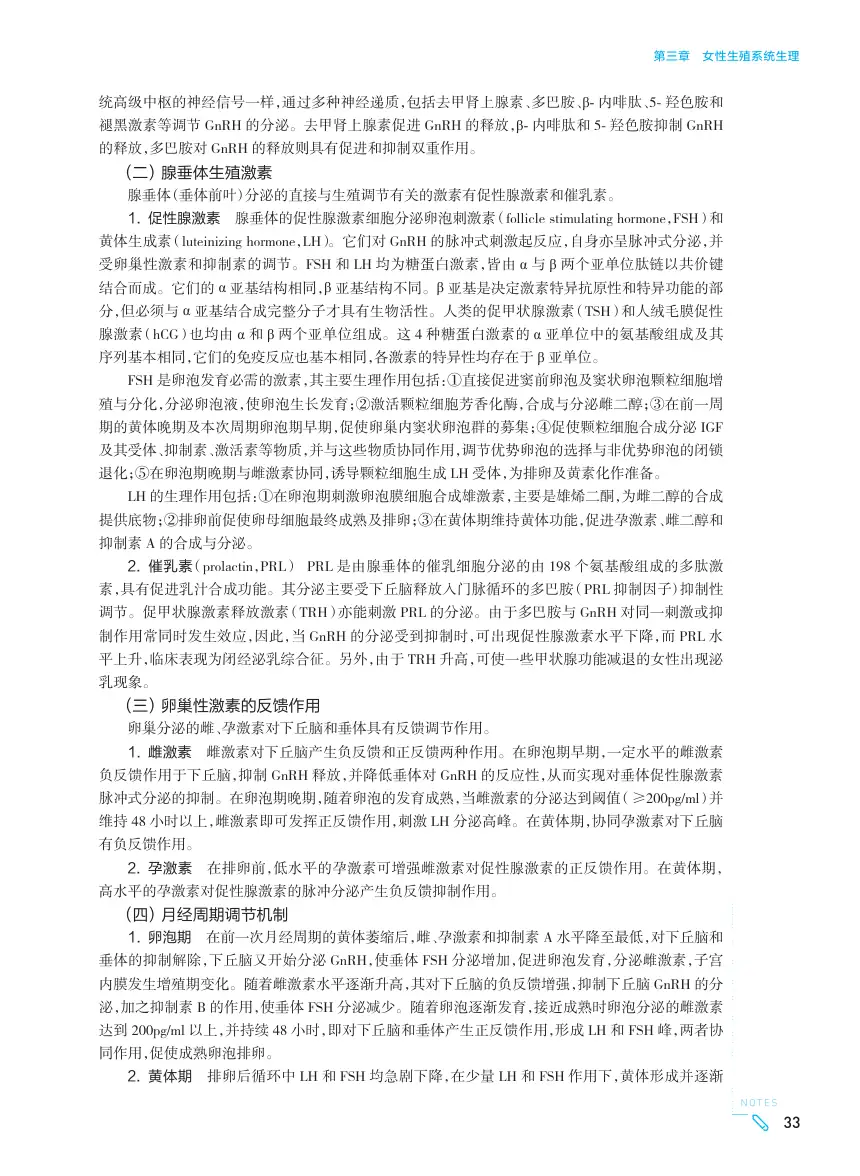 第三章 女性生殖系统生理
统高级中枢的神经信号一样,通过多种神经递质,包括去甲肾上腺素、多巴胺、β- 内啡肽、5- 羟色胺和
褪黑激素等调节 GnRH 的分泌。去甲肾上腺素促进 GnRH 的释放,β- 内啡肽和 5- 羟色胺抑制 GnRH
的释放,多巴胺对 GnRH 的释放则具有促进和抑制双重作用。
(二)腺垂体生殖激素
腺垂体(垂体前叶)分泌的直接与生殖调节有关的激素有促性腺激素和催乳素。
1. 促性腺激素 腺垂体的促性腺激素细胞分泌卵泡刺激素(follicle stimulating hormone,FSH)和
黄体生成素(luteinizing hormone,LH)。它们对 GnRH 的脉冲式刺激起反应,自身亦呈脉冲式分泌,并
受卵巢性激素和抑制素的调节。FSH 和 LH 均为糖蛋白激素,皆由 α 与 β 两个亚单位肽链以共价键
结合而成。它们的 α 亚基结构相同,β 亚基结构不同。β 亚基是决定激素特异抗原性和特异功能的部
分,但必须与 α 亚基结合成完整分子才具有生物活性。人类的促甲状腺激素(TSH)和人绒毛膜促性
腺激素(hCG)也均由 α 和 β 两个亚单位组成。这 4 种糖蛋白激素的 α 亚单位中的氨基酸组成及其
序列基本相同,它们的免疫反应也基本相同,各激素的特异性均存在于 β 亚单位。
FSH 是卵泡发育必需的激素,其主要生理作用包括:①直接促进窦前卵泡及窦状卵泡颗粒细胞增
殖与分化,分泌卵泡液,使卵泡生长发育;②激活颗粒细胞芳香化酶,合成与分泌雌二醇;③在前一周
期的黄体晚期及本次周期卵泡期早期,促使卵巢内窦状卵泡群的募集;④促使颗粒细胞合成分泌 IGF
及其受体、抑制素、激活素等物质,并与这些物质协同作用,调节优势卵泡的选择与非优势卵泡的闭锁
退化;⑤在卵泡期晚期与雌激素协同,诱导颗粒细胞生成 LH 受体,为排卵及黄素化作准备。
LH 的生理作用包括:①在卵泡期刺激卵泡膜细胞合成雄激素,主要是雄烯二酮,为雌二醇的合成
提供底物;②排卵前促使卵母细胞最终成熟及排卵;③在黄体期维持黄体功能,促进孕激素、雌二醇和
抑制素 A 的合成与分泌。
2. 催乳素(prolactin,PRL) PRL 是由腺垂体的催乳细胞分泌的由 198 个氨基酸组成的多肽激
素,具有促进乳汁合成功能。其分泌主要受下丘脑释放入门脉循环的多巴胺(PRL 抑制因子)抑制性
调节。促甲状腺激素释放激素(TRH)亦能刺激 PRL 的分泌。由于多巴胺与 GnRH 对同一刺激或抑
制作用常同时发生效应,因此,当 GnRH 的分泌受到抑制时,可出现促性腺激素水平下降,而 PRL 水
平上升,临床表现为闭经泌乳综合征。另外,由于 TRH 升高,可使一些甲状腺功能减退的女性出现泌
乳现象。
(三)卵巢性激素的反馈作用
卵巢分泌的雌、孕激素对下丘脑和垂体具有反馈调节作用。
1. 雌激素 雌激素对下丘脑产生负反馈和正反馈两种作用。在卵泡期早期,一定水平的雌激素
负反馈作用于下丘脑,抑制 GnRH 释放,并降低垂体对 GnRH 的反应性,从而实现对垂体促性腺激素
脉冲式分泌的抑制。在卵泡期晚期,随着卵泡的发育成熟,当雌激素的分泌达到阈值(≥200pg/ml)并
维持 48 小时以上,雌激素即可发挥正反馈作用,刺激 LH 分泌高峰。在黄体期,协同孕激素对下丘脑
有负反馈作用。
2. 孕激素 在排卵前,低水平的孕激素可增强雌激素对促性腺激素的正反馈作用。在黄体期,
高水平的孕激素对促性腺激素的脉冲分泌产生负反馈抑制作用。
(四)月经周期调节机制
1. 卵泡期 在前一次月经周期的黄体萎缩后,雌、孕激素和抑制素 A 水平降至最低,对下丘脑和
垂体的抑制解除,下丘脑又开始分泌 GnRH,使垂体 FSH 分泌增加,促进卵泡发育,分泌雌激素,子宫
内膜发生增殖期变化。随着雌激素水平逐渐升高,其对下丘脑的负反馈增强,抑制下丘脑 GnRH 的分
泌,加之抑制素 B 的作用,使垂体 FSH 分泌减少。随着卵泡逐渐发育,接近成熟时卵泡分泌的雌激素
达到 200pg/ml 以上,并持续 48 小时,即对下丘脑和垂体产生正反馈作用,形成 LH 和 FSH 峰,两者协
同作用,促使成熟卵泡排卵。
2. 黄体期 排卵后循环中 LH 和 FSH 均急剧下降,在少量 LH 和 FSH 作用下,黄体形成并逐渐
NOTES
33